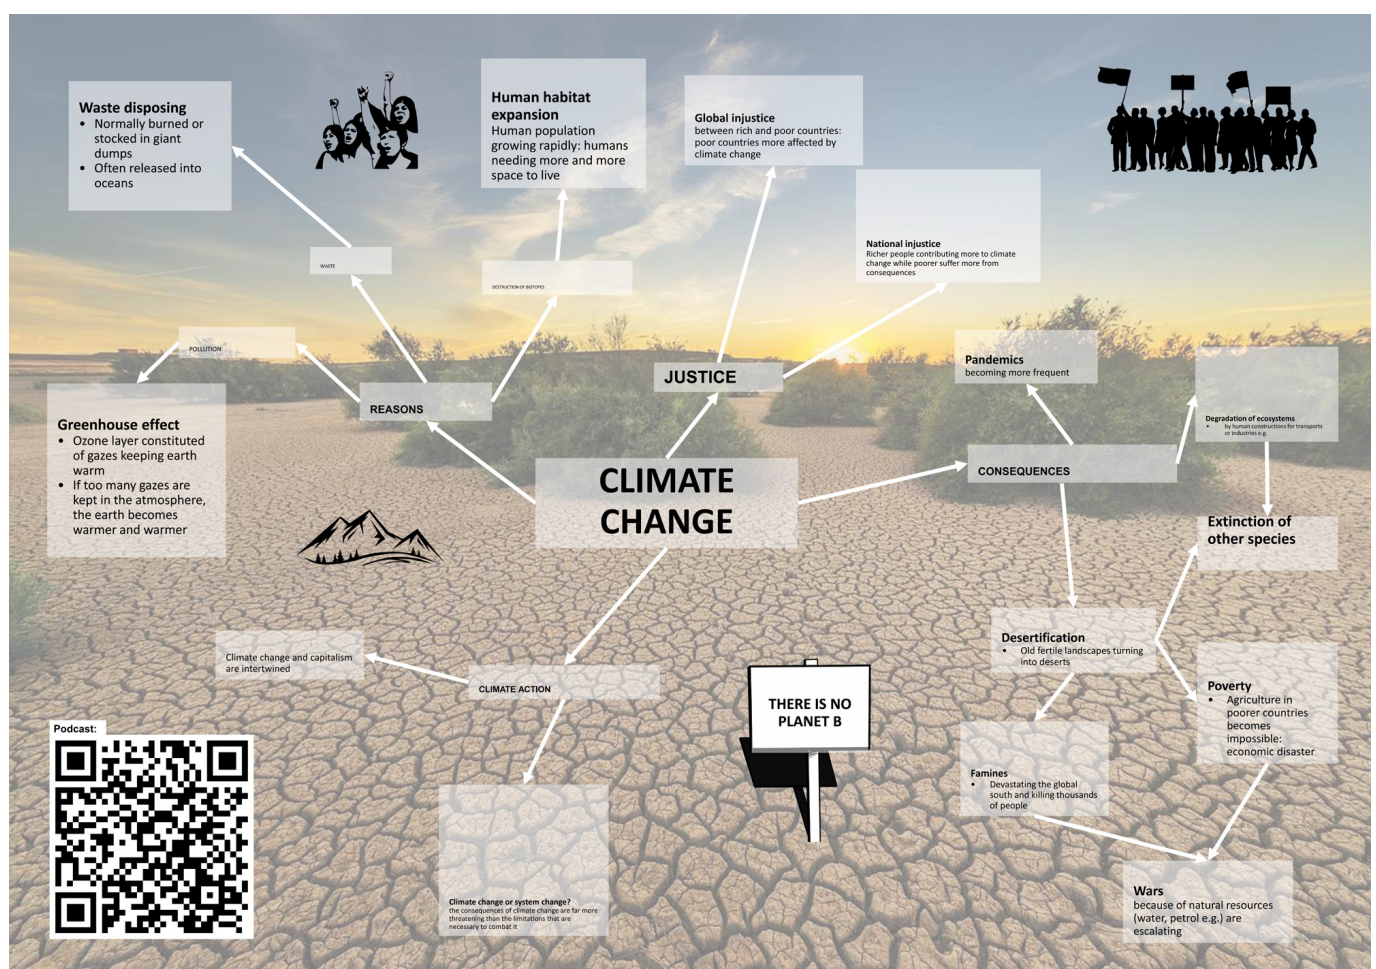 Waste disposing
• Normally burned or
stocked in giant
dumps
• Often released into
oceans
Human habitat
expansion
Human population
growing rapidly: humans
needing more and more
space to live
Global injustice
between rich and poor countries:
poor countries more affected by
climate change
National injustice
Richer people contributing more to climate
change while poorer suffer more from
consequences
WASTE
DESTRUCTION OF BIOTOPES
POLLUTION
Greenhouse effect
• Ozone layer constituted
of gazes keeping earth
warm
• If too many gazes are
kept in the atmosphere,
the earth becomes
warmer and warmer
REASONS
JUSTICE
Pandemics
becoming more frequent
Degradation of ecosystems
• by human constructions for transports
or industries e.g.
CONSEQUENCES
CLIMATE
CHANGE
Extinction of
other species
Desertification
• Old fertile landscapes turning
into deserts
Poverty
• Agriculture in
poorer countries
becomes
impossible:
economic disaster
Famines
• Devastating the global
south and killing thousands
of people
Wars
because of natural resources
(water, petrol e.g.) are
escalating
Climate change and capitalism
are intertwined
CLIMATE ACTION
THERE IS NO
PLANET B
Climate change or system change?
the consequences of climate change are far more
threatening than the limitations that are
necessary to combat it
Podcast: